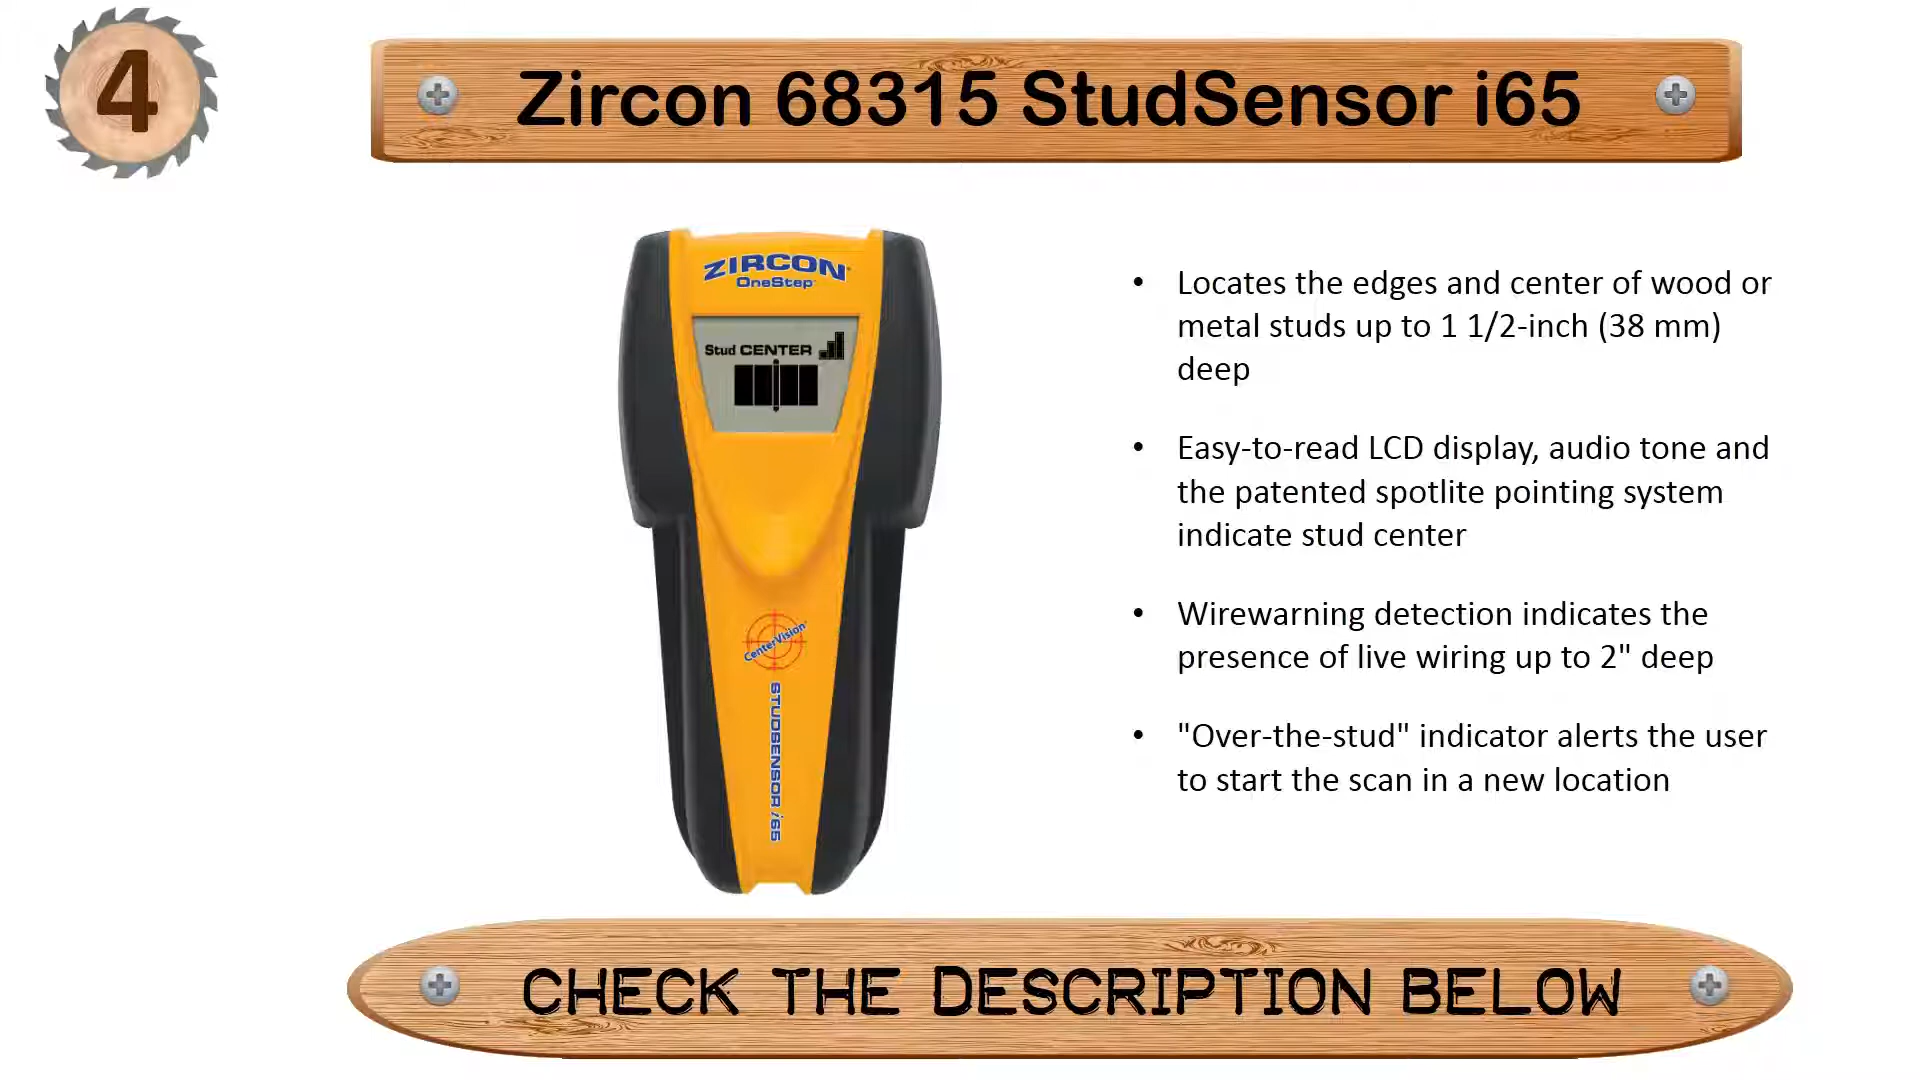 4
Zircon 68315 StudSensor i65
ZIRCON®
OneStep®
Stud CENTER
CenterVision®
STUDSENSOR i65
• Locates the edges and center of wood or
metal studs up to 1 1/2-inch (38 mm)
deep
• Easy-to-read LCD display, audio tone and
the patented spotlite pointing system
indicate stud center
• Wirewarning detection indicates the
presence of live wiring up to 2" deep
• "Over-the-stud" indicator alerts the user
to start the scan in a new location
CHECK THE DESCRIPTION BELOW